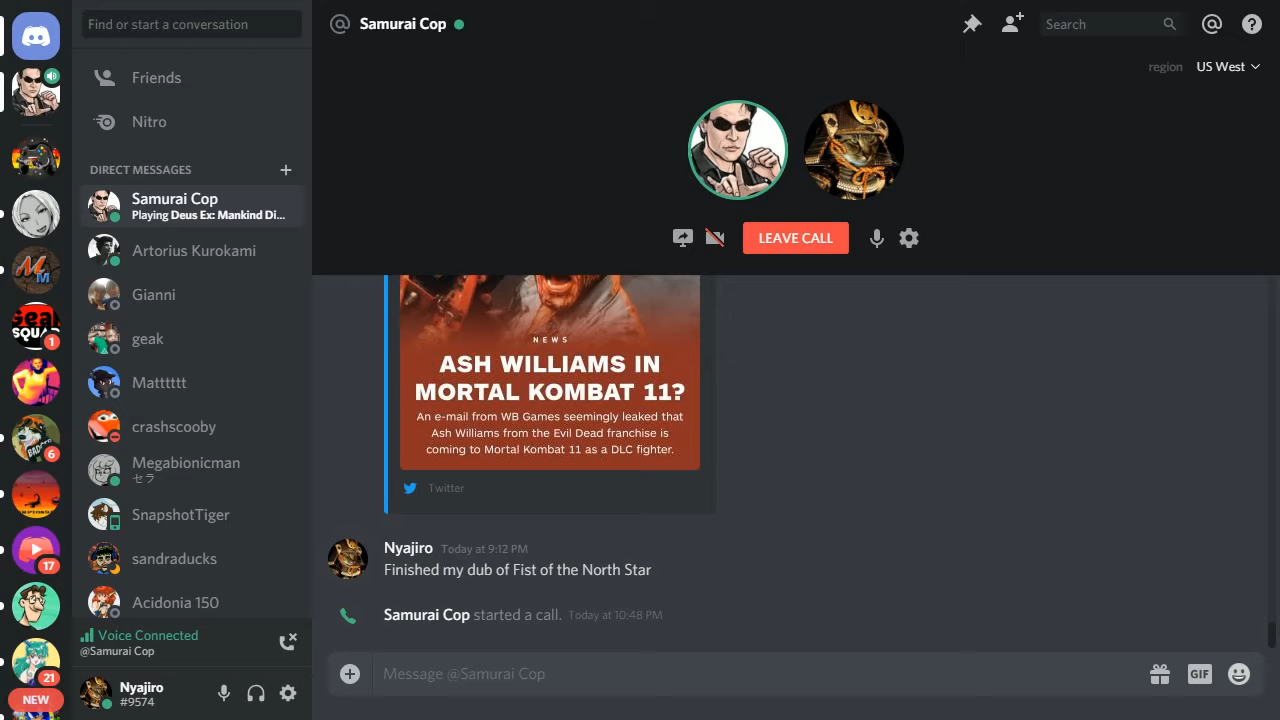 Find or start a conversation
Friends
Nitro
DIRECT MESSAGES
Samurai Cop
Playing Deus Ex: Mankind Di...
Artorius Kurokami
Gianni
geak
Matttttt
crashscooby
Megabionicman
セラ
SnapshotTiger
sandraducks
Acidonia 150
Voice Connected
@Samurai Cop
Nyajiro
#9574
SQUA
1
6
17
21
NEW
Samurai Cop
Search
region US West
LEAVE CALL
NEWS
ASH WILLIAMS IN
MORTAL KOMBAT 11?
An e-mail from WB Games seemingly leaked that
Ash Williams from the Evil Dead franchise is
coming to Mortal Kombat 11 as a DLC fighter.
Twitter
Nyajiro Today at 9:12 PM
Finished my dub of Fist of the North Star
Samurai Cop started a call. Today at 10:48 PM
Message @Samurai Cop
GIF